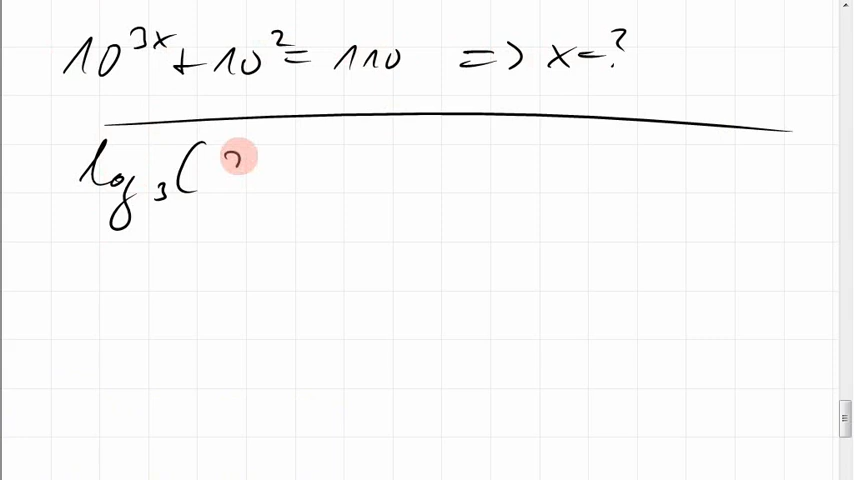 10^{3x} + 10^2 = 110 => x = ?
log_3 (